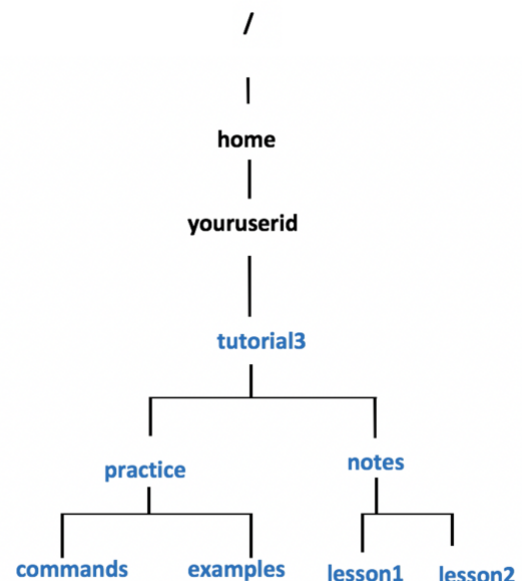 /
home
youruserid
tutorial3
practice notes
commands examples lesson1 lesson2